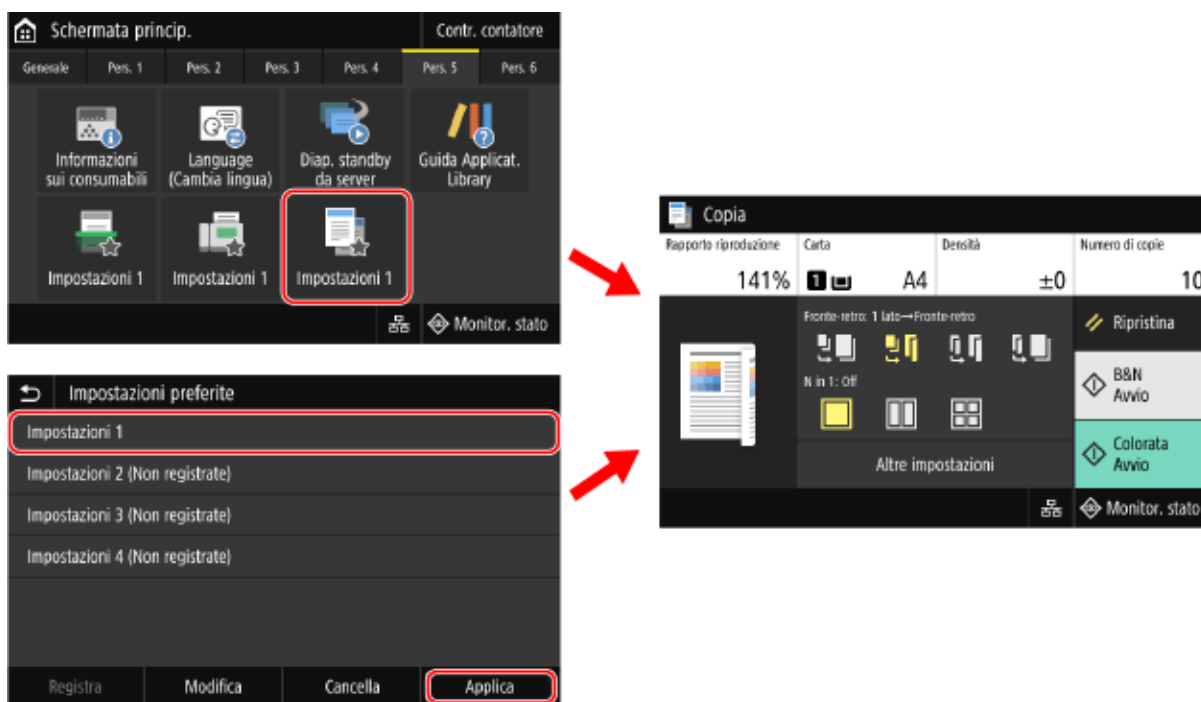 Schermata princip.
Contr. contatore
Generale
Pers. 1
Pers. 2
Pers. 3
Pers. 4
Pers. 5
Pers. 6
Informazioni
sui consumabili
Language
(Cambia lingua)
Diap. standby
da server
Guida Applicat.
Library
Impostazioni 1
Impostazioni 1
Impostazioni 1
Monitor. stato
Impostazioni preferite
Impostazioni 1
Impostazioni 2 (Non registrate)
Impostazioni 3 (Non registrate)
Impostazioni 4 (Non registrate)
Registra
Modifica
Cancella
Applica
Copia
Rapporto riproduzione
Carta
Densità
Numero di copie
141%
1
A4
±0
10
Fronte-retro: 1 lato→Fronte-retro
N in 1: Off
Altre impostazioni
Ripristina
B&N
Avvio
Colorata
Avvio
Monitor. stato